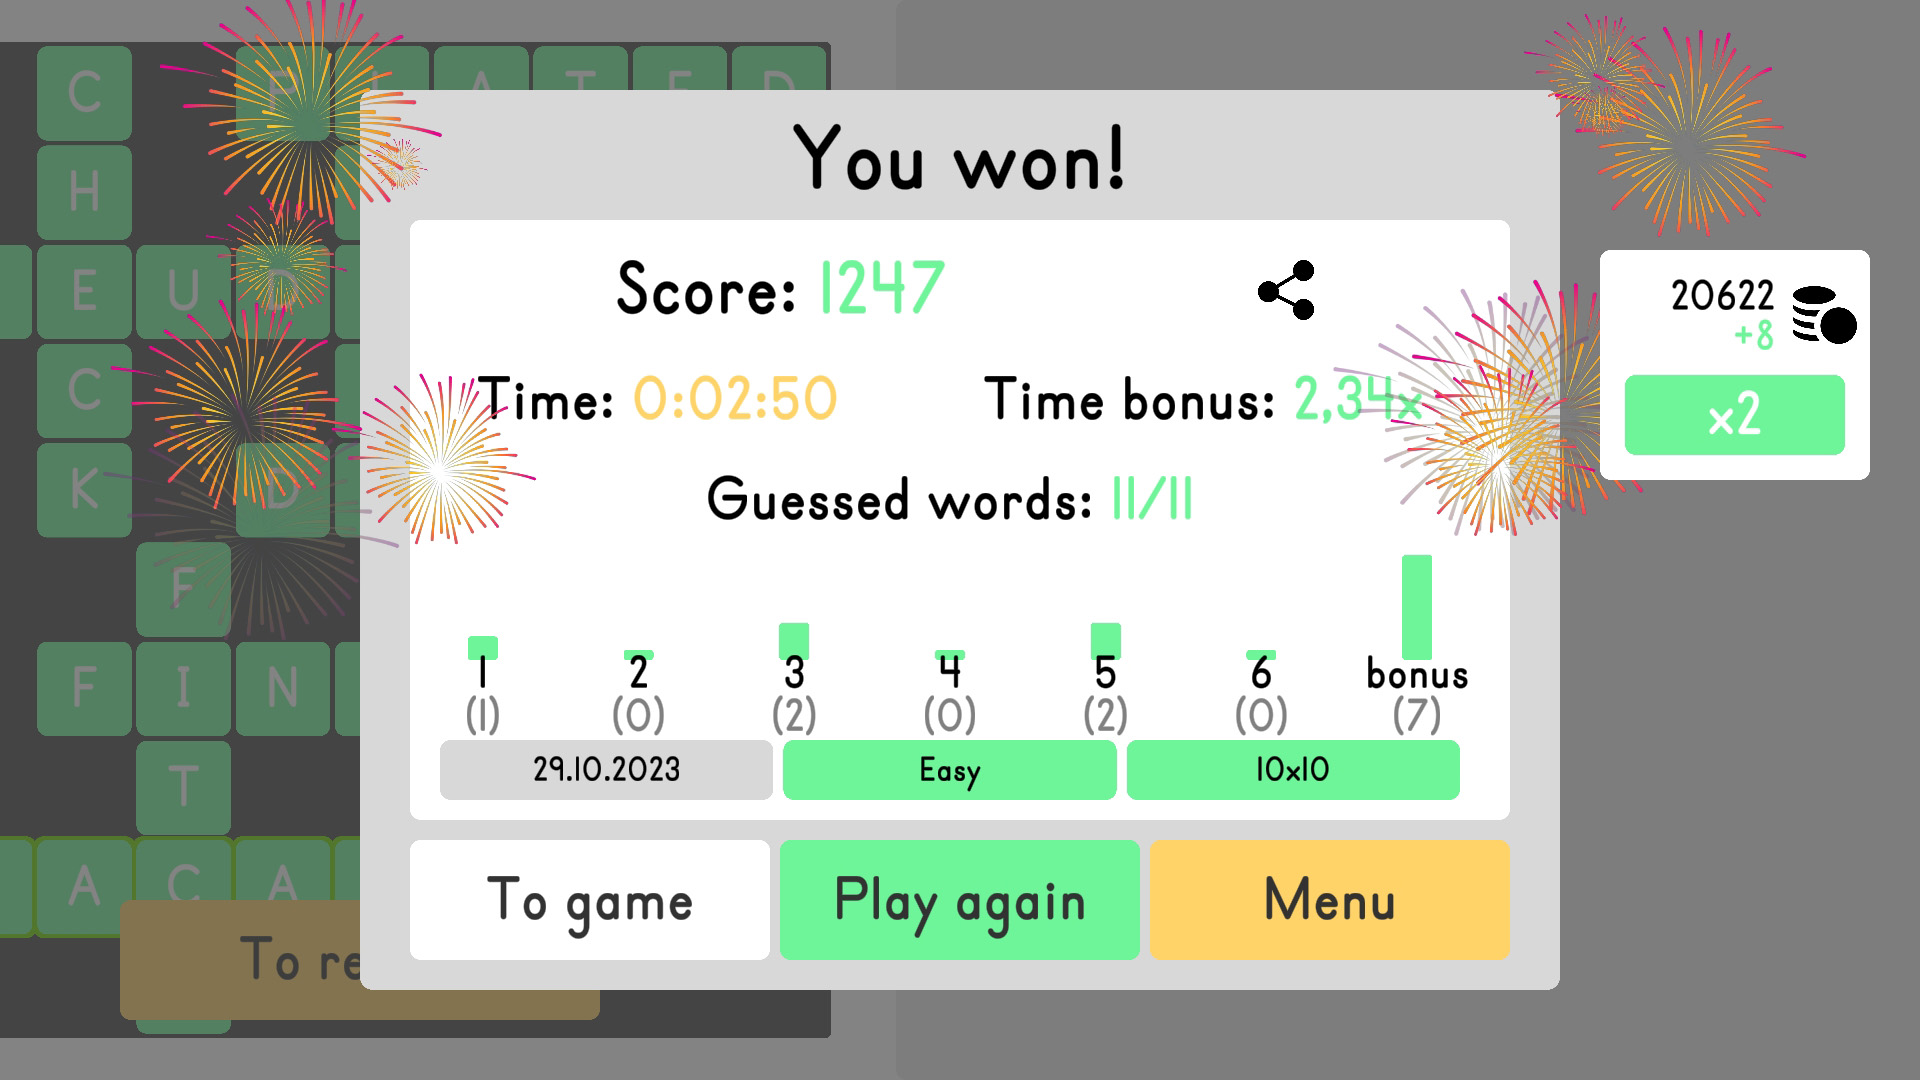 You won!
Score: 1247
Time: 0:02:50 Time bonus: 2,34x
Guessed words: 11/11
1 2 3 4 5 6 bonus
(1) (0) (2) (0) (2) (0) (7)
29.10.2023 Easy 10x10
To game Play again Menu
20622
+8
x2
C
A T E D
H
E U D
C
K D
F
F I N
T
A C A
To re